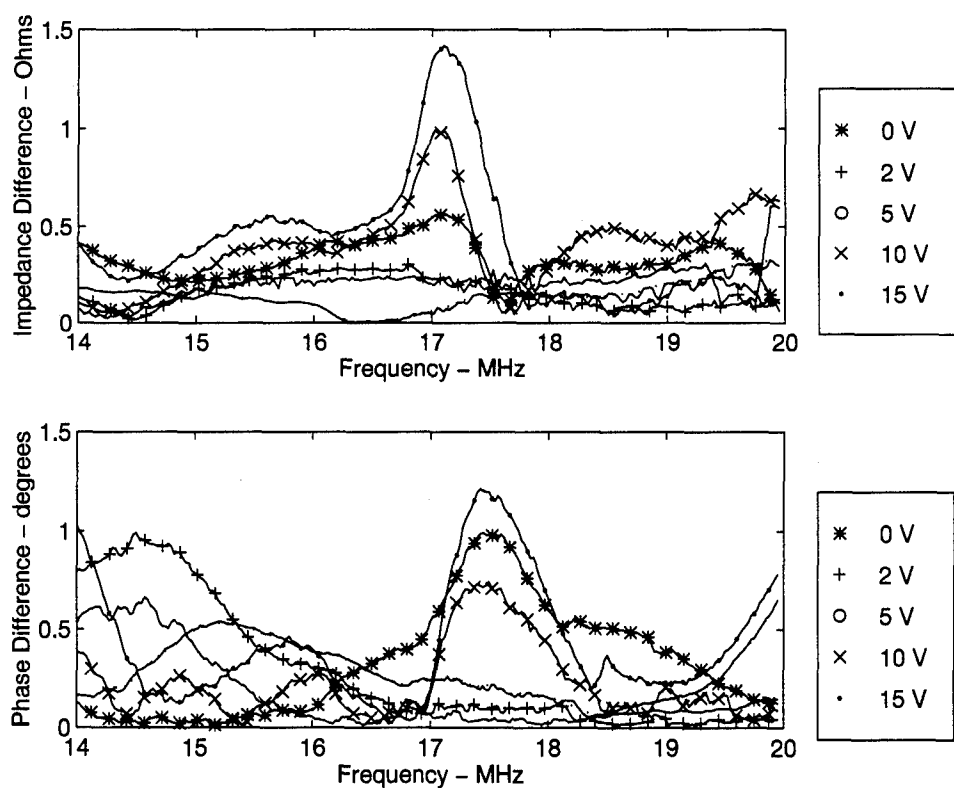 Impedance Difference – Ohms
1.5
1
0.5
0
14 15 16 17 18 19 20
Frequency – MHz
0 V
2 V
5 V
10 V
15 V
Phase Difference – degrees
1.5
1
0.5
0
14 15 16 17 18 19 20
Frequency – MHz
0 V
2 V
5 V
10 V
15 V